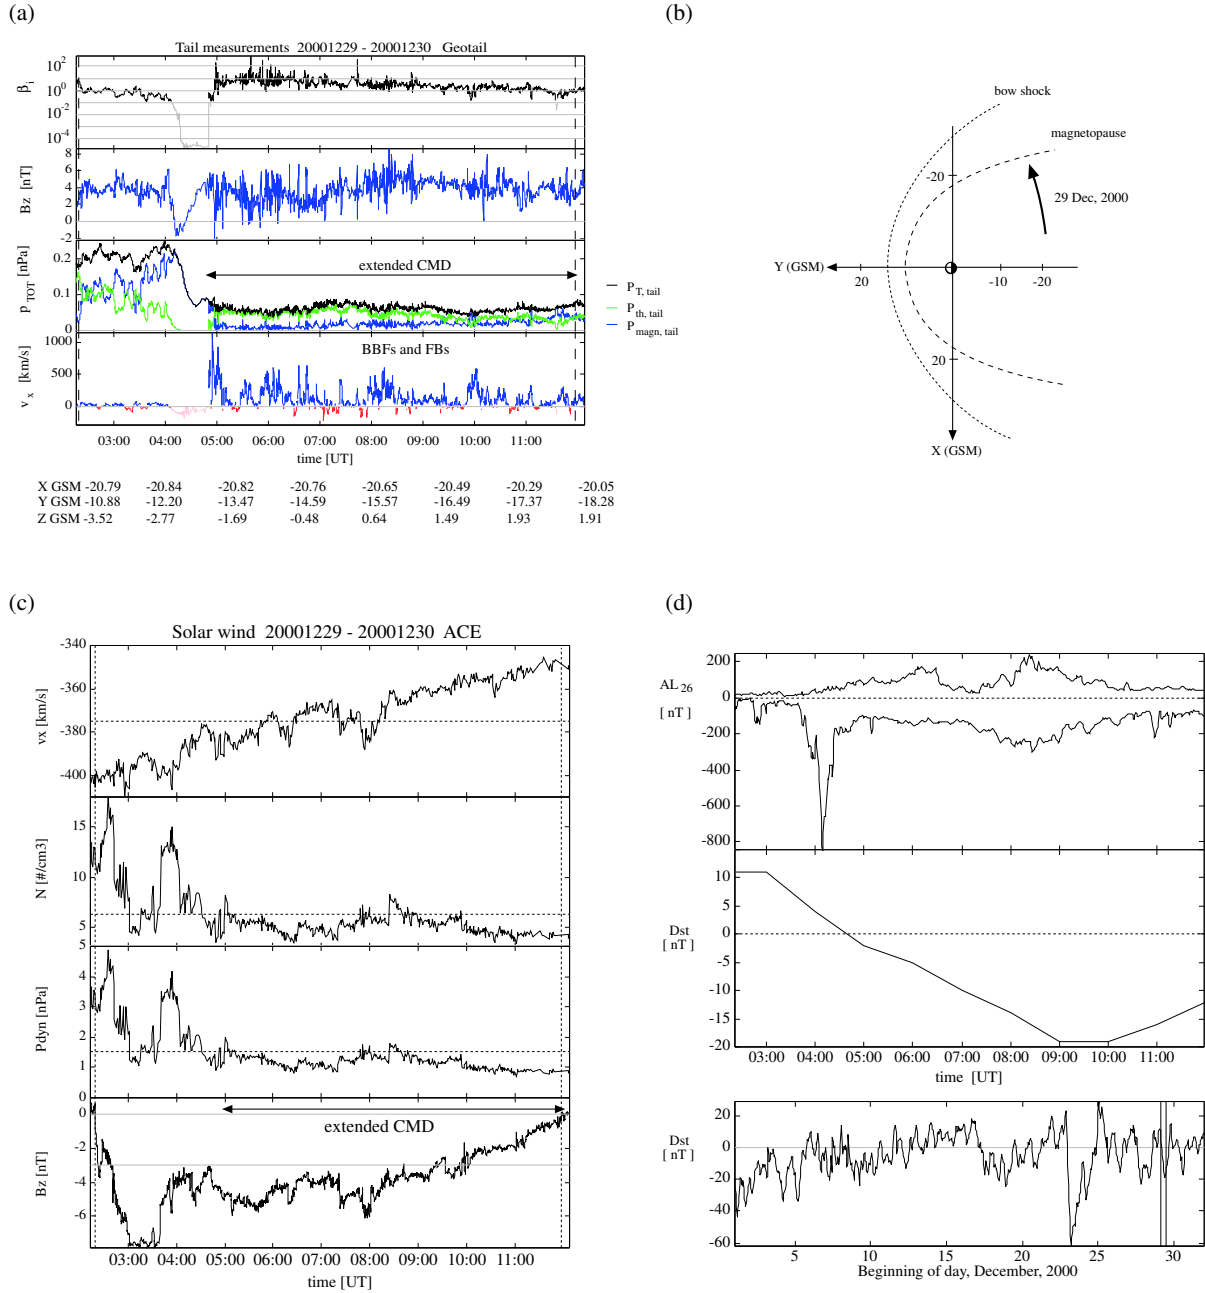 (a)
Tail measurements 20001229 - 20001230 Geotail
βi
10^2
10^0
10^-2
10^-4
Bz [nT]
8
6
4
2
0
-2
pTOT [nPa]
0.2
0.1
0
extended CMD
PT, tail
Pth, tail
Pmagn, tail
vx [km/s]
1000
500
0
BBFs and FBs
03:00 04:00 05:00 06:00 07:00 08:00 09:00 10:00 11:00
time [UT]
X GSM -20.79 -20.84 -20.82 -20.76 -20.65 -20.49 -20.29 -20.05
Y GSM -10.88 -12.20 -13.47 -14.59 -15.57 -16.49 -17.37 -18.28
Z GSM -3.52 -2.77 -1.69 -0.48 0.64 1.49 1.93 1.91
(b)
bow shock
magnetopause
-20
29 Dec, 2000
Y (GSM)
20
-10 -20
20
X (GSM)
(c)
Solar wind 20001229 - 20001230 ACE
vx [km/s]
-340
-360
-380
-400
N [#/cm3]
15
10
5
Pdyn [nPa]
5
4
3
2
1
0
Bz [nT]
0
-2
-4
-6
extended CMD
03:00 04:00 05:00 06:00 07:00 08:00 09:00 10:00 11:00
time [UT]
(d)
AL26
[ nT ]
200
0
-200
-400
-600
-800
Dst
[ nT ]
10
5
0
-5
-10
-15
-20
03:00 04:00 05:00 06:00 07:00 08:00 09:00 10:00 11:00
time [UT]
Dst
[ nT ]
20
0
-20
-40
-60
5 10 15 20 25 30
Beginning of day, December, 2000